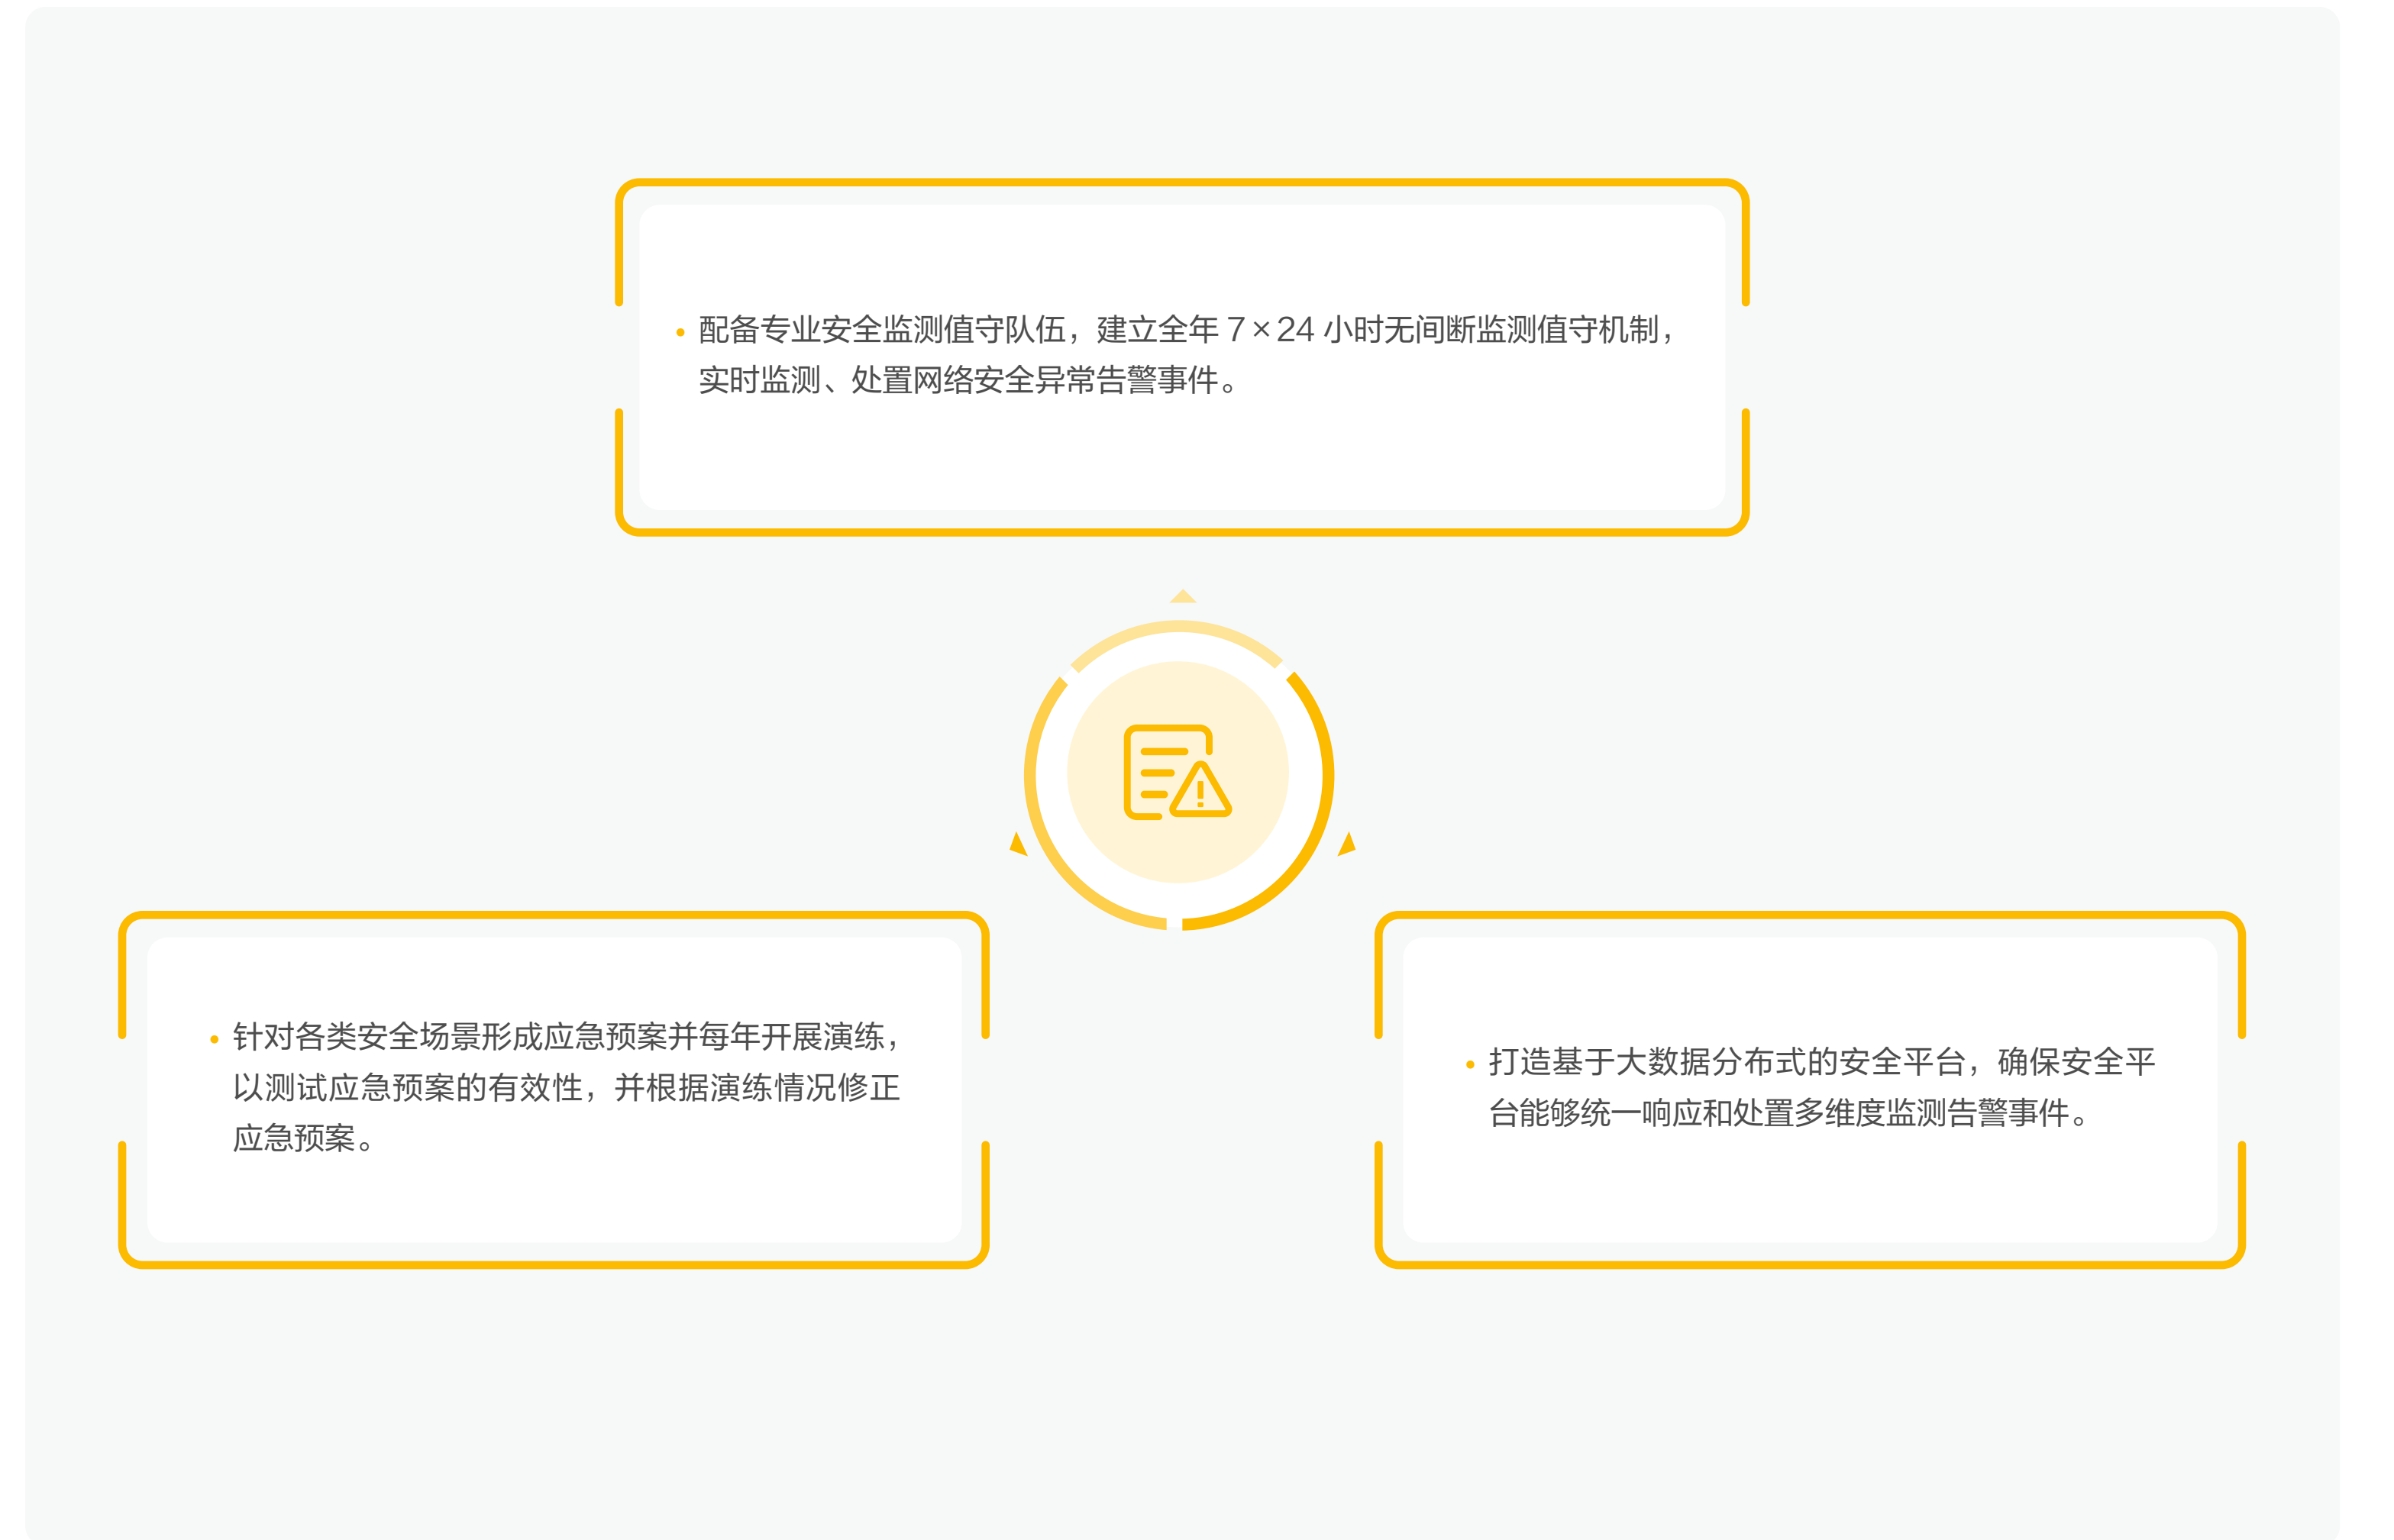 • 配备专业安全监测值守队伍，建立全年 7×24 小时无间断监测值守机制，
实时监测、处置网络安全异常告警事件。
• 针对各类安全场景形成应急预案并每年开展演练，
以测试应急预案的有效性，并根据演练情况修正
应急预案。
• 打造基于大数据分布式的安全平台，确保安全平
台能够统一响应和处置多维度监测告警事件。